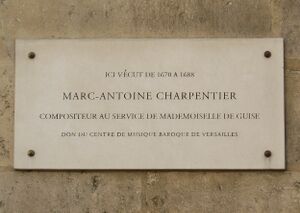 ICI VÉCUT DE 1670 A 1688
MARC-ANTOINE CHARPENTIER
COMPOSITEUR AU SERVICE DE MADEMOISELLE DE GUISE
DON DU CENTRE DE MUSIQUE BAROQUE DE VERSAILLES